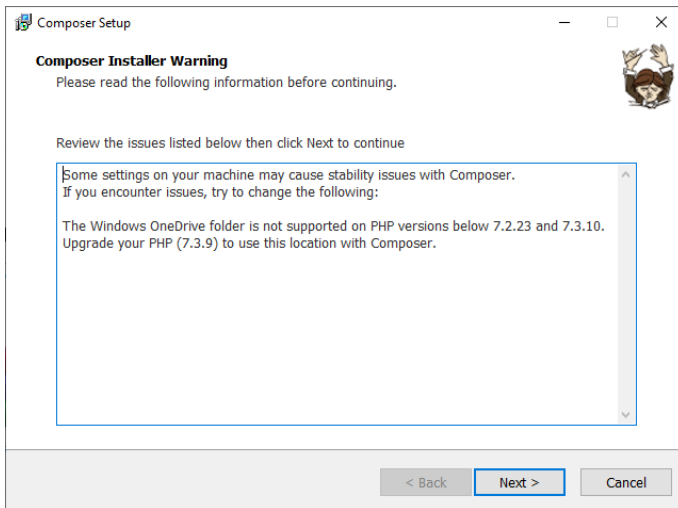 Composer Setup
Composer Installer Warning
Please read the following information before continuing.
Review the issues listed below then click Next to continue
Some settings on your machine may cause stability issues with Composer.
If you encounter issues, try to change the following:
The Windows OneDrive folder is not supported on PHP versions below 7.2.23 and 7.3.10.
Upgrade your PHP (7.3.9) to use this location with Composer.
< Back Next > Cancel